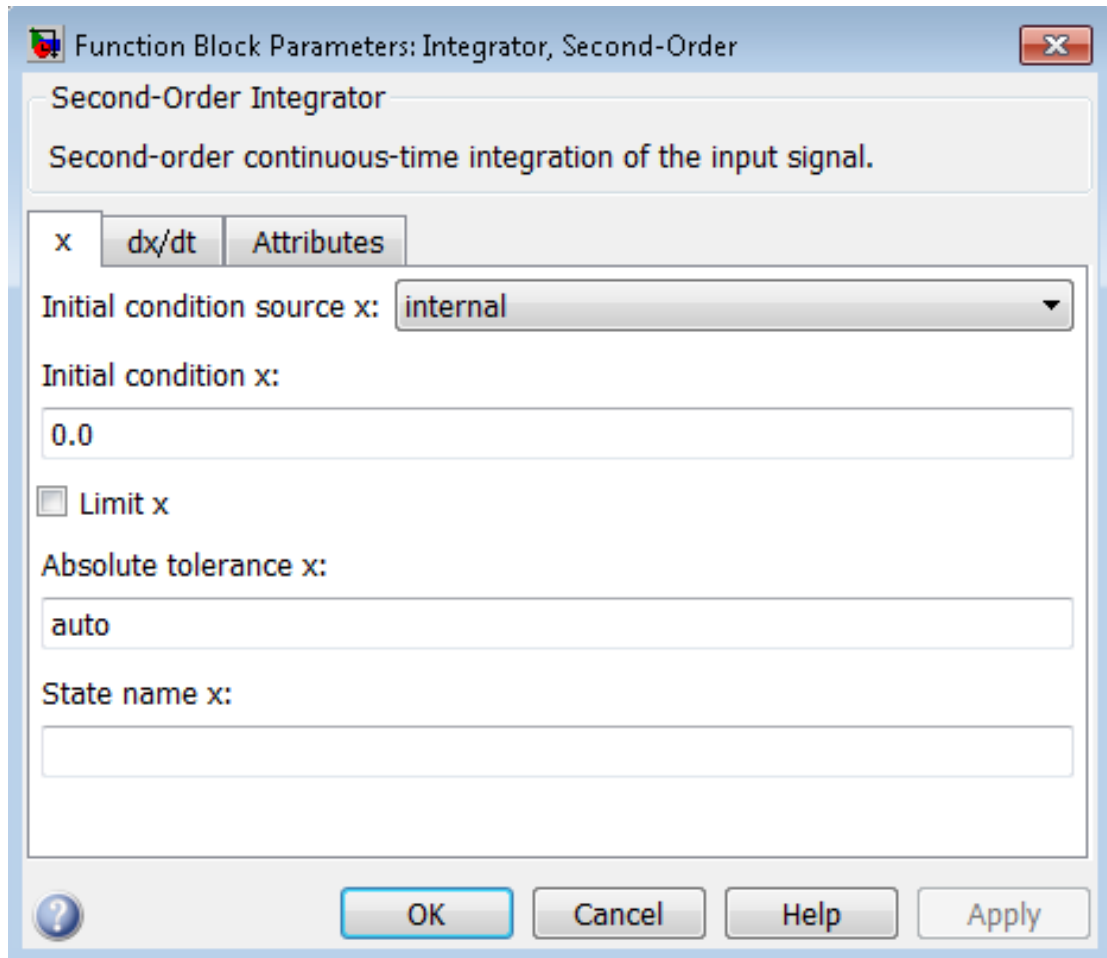 Function Block Parameters: Integrator, Second-Order
Second-Order Integrator
Second-order continuous-time integration of the input signal.
x dx/dt Attributes
Initial condition source x: internal
Initial condition x:
0.0
Limit x
Absolute tolerance x:
auto
State name x:
? OK Cancel Help Apply